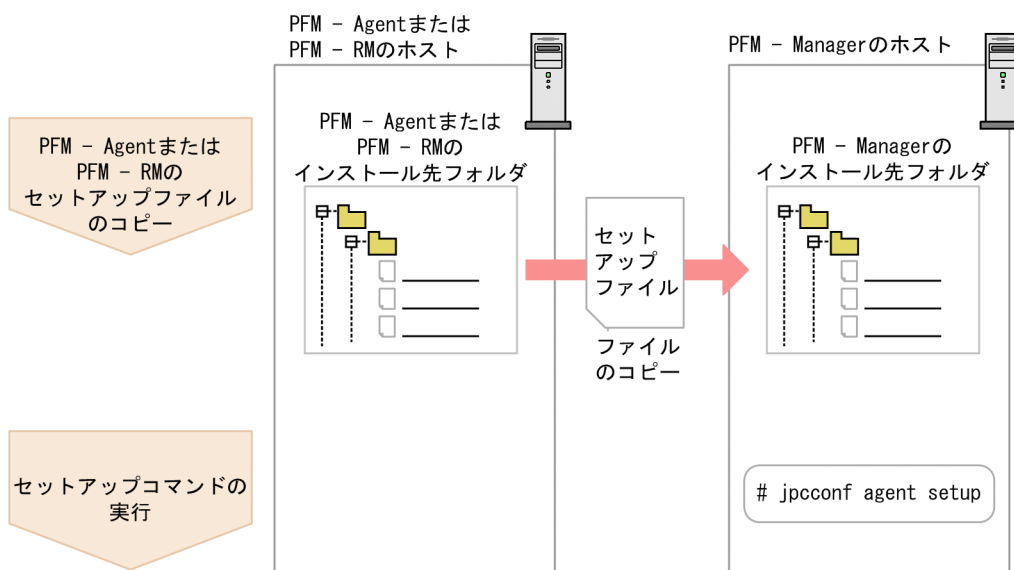 PFM - Agentまたは
PFM - RMのホスト
PFM - Managerのホスト
PFM - Agentまたは
PFM - RMの
セットアップファイル
のコピー
PFM - Agentまたは
PFM - RMの
インストール先フォルダ
セット
アップ
ファイル
ファイル
のコピー
PFM - Managerの
インストール先フォルダ
セットアップコマンドの
実行
# jpcconf agent setup